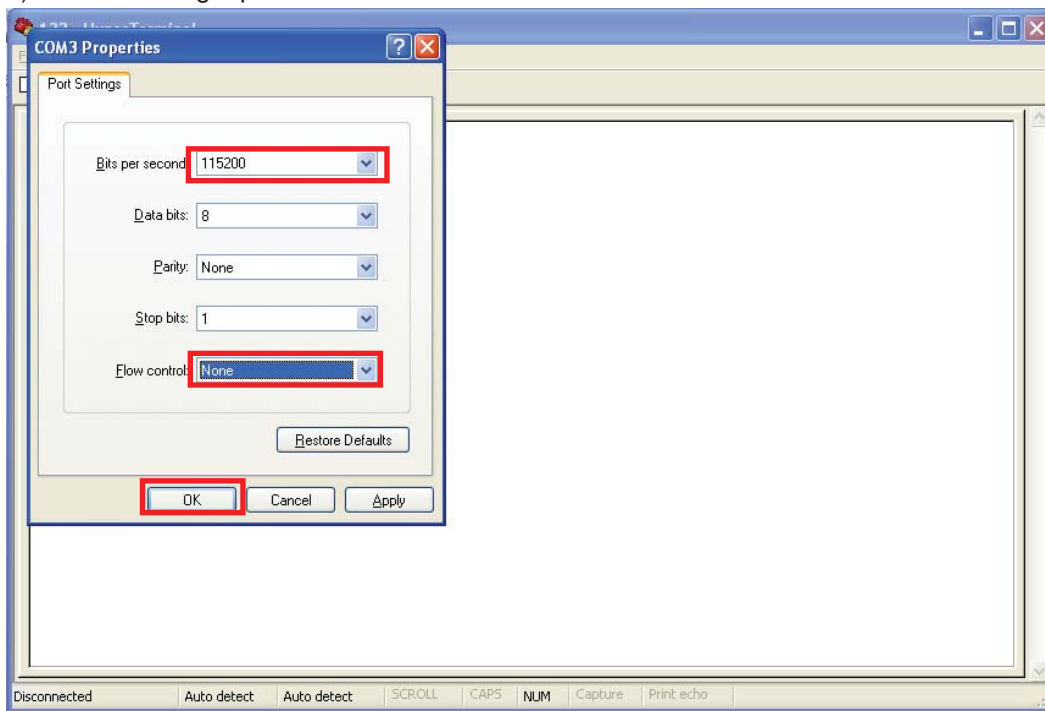 COM3 Properties
Port Settings
Bits per second: 115200
Data bits: 8
Parity: None
Stop bits: 1
Flow control: None
Restore Defaults
OK Cancel Apply
Disconnected Auto detect Auto detect SCROLL CAPS NUM Capture Print echo